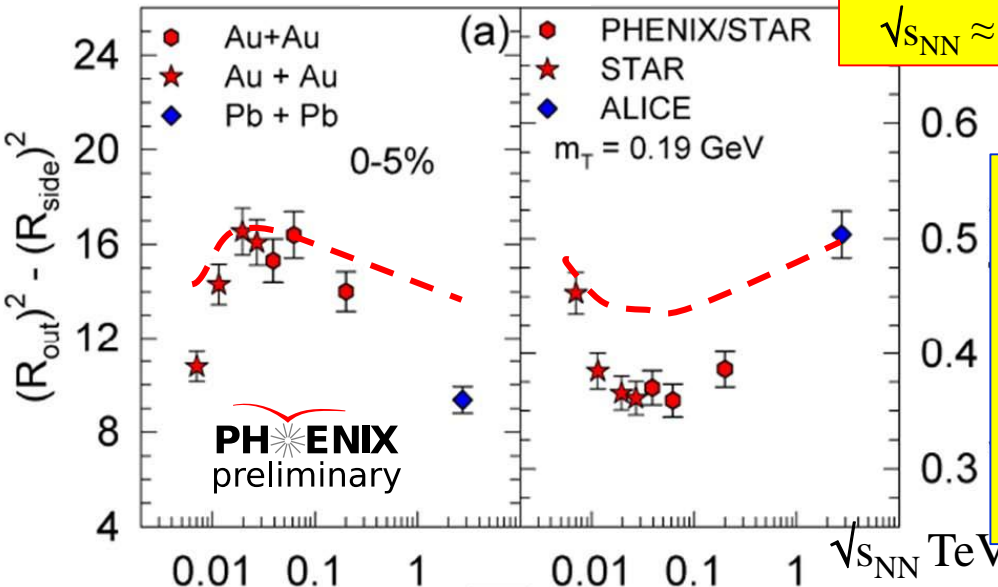 (R_out)² - (R_side)²
24
20
16
12
8
4
Au+Au
Au + Au
Pb + Pb
(a)
0-5%
PHENIX
preliminary
0.01
0.1
1
PHENIX/STAR
STAR
ALICE
m_T = 0.19 GeV
√s_NN ≈
0.6
0.5
0.4
0.3
0.01
0.1
1
√s_NN TeV